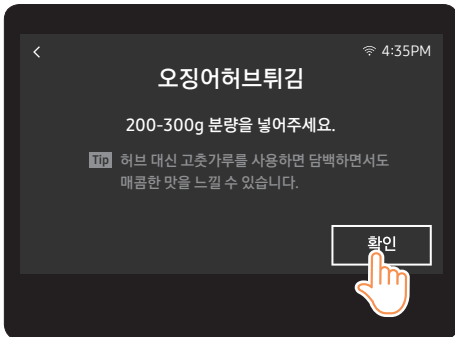 < 4:35PM
오징어허브튀김
200-300g 분량을 넣어주세요.
Tip 허브 대신 고춧가루를 사용하면 담백하면서도
매콤한 맛을 느낄 수 있습니다.
확인